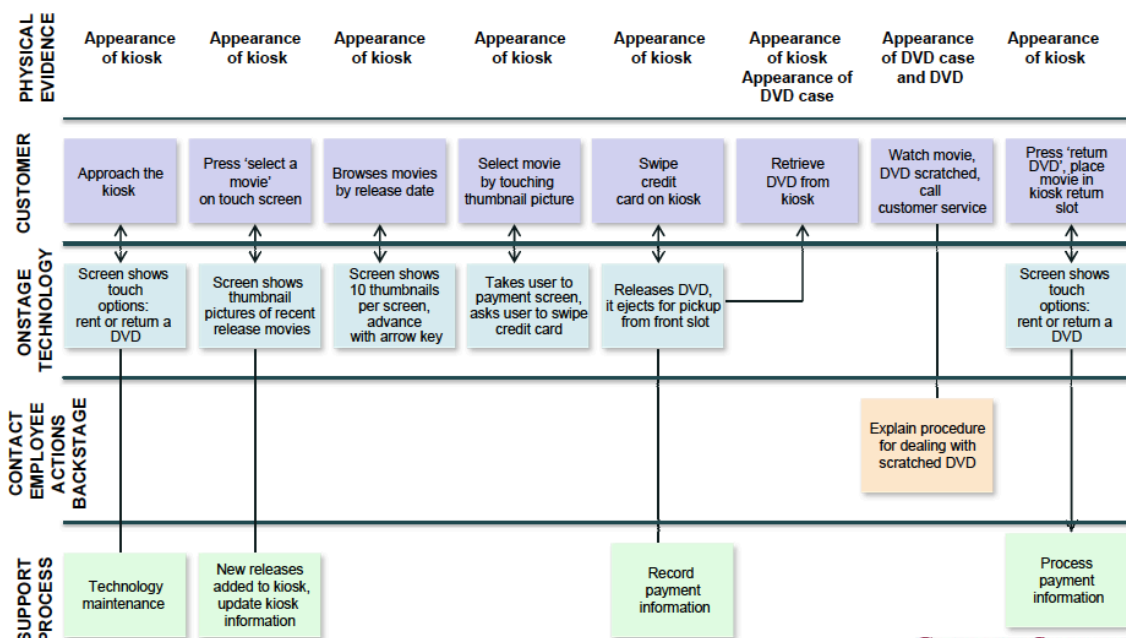 PHYSICAL
EVIDENCE
Appearance
of kiosk
Appearance
of kiosk
Appearance
of kiosk
Appearance
of kiosk
Appearance
of kiosk
Appearance
of kiosk
Appearance of
DVD case
Appearance
of DVD case
and DVD
Appearance
of kiosk
CUSTOMER
Approach the
kiosk
Press ‘select a
movie’
on touch screen
Browses movies
by release date
Select movie
by touching
thumbnail picture
Swipe
credit
card on kiosk
Retrieve
DVD from
kiosk
Watch movie,
DVD scratched,
call
customer service
Press ‘return
DVD’, place
movie in
kiosk return
slot
ONSTAGE
TECHNOLOGY
Screen shows
touch
options:
rent or return a
DVD
Screen shows
thumbnail
pictures of recent
release movies
Screen shows
10 thumbnails
per screen,
advance
with arrow key
Takes user to
payment screen,
asks user to swipe
credit card
Releases DVD,
it ejects for pickup
from front slot
Screen shows
touch
options:
rent or return a
DVD
CONTACT
EMPLOYEE
ACTIONS
BACKSTAGE
Explain procedure
for dealing with
scratched DVD
SUPPORT
PROCESS
Technology
maintenance
New releases
added to kiosk,
update kiosk
information
Record
payment
information
Process
payment
information